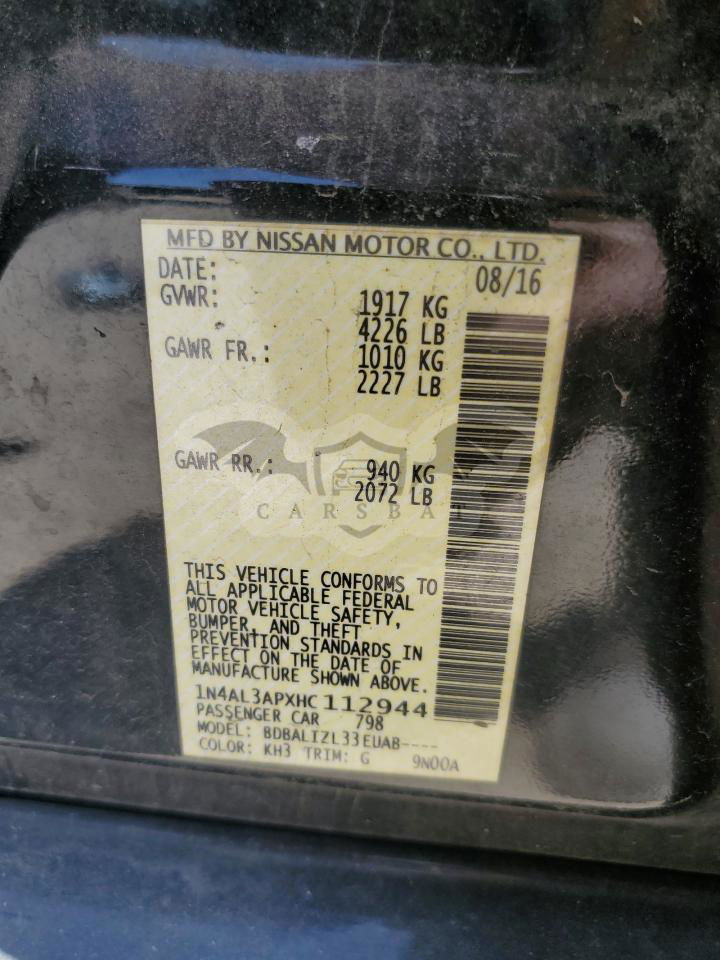 MFD BY NISSAN MOTOR CO., LTD.
DATE: 08/16
GVWR: 1917 KG
4226 LB
GAWR FR.: 1010 KG
2227 LB
GAWR RR.: 940 KG
2072 LB
CARSBAT
THIS VEHICLE CONFORMS TO
ALL APPLICABLE FEDERAL
MOTOR VEHICLE SAFETY,
BUMPER, AND THEFT
PREVENTION STANDARDS IN
EFFECT ON THE DATE OF
MANUFACTURE SHOWN ABOVE.
1N4AL3APXHC112944
PASSENGER CAR 798
MODEL: BDBALIZL33EUAB----
COLOR: KH3 TRIM: G 9N00A